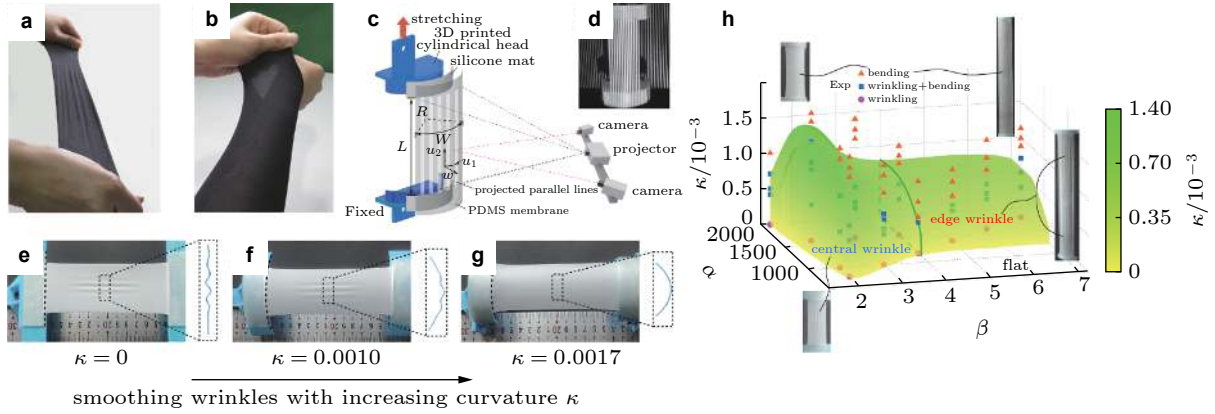 a
b
c
stretching
3D printed
cylindrical head
silicone mat
R
L
W
u2
u1
w
projected parallel lines
Fixed
PDMS membrane
camera
projector
camera
d
e
κ = 0
f
κ = 0.0010
g
κ = 0.0017
smoothing wrinkles with increasing curvature κ
h
Exp
bending
wrinkling+bending
wrinkling
κ/10⁻³
1.5
1.0
0.5
0
2000
1500
1000
α
2
3
4
5
6
7
β
central wrinkle
edge wrinkle
flat
1.40
0.70
0.35
0
κ/10⁻³